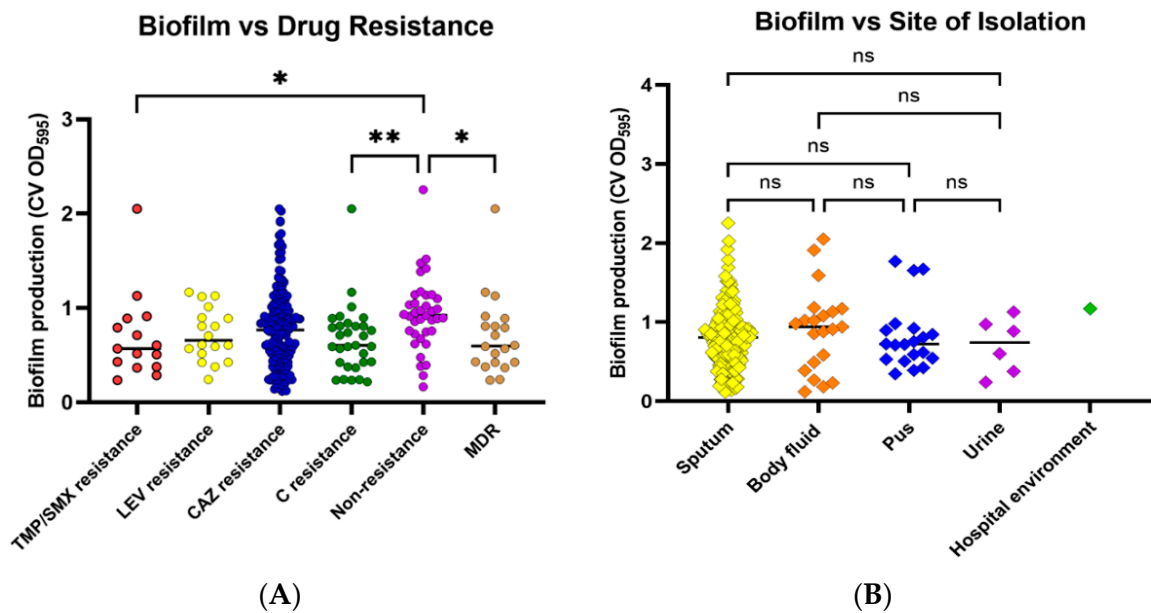 Biofilm vs Drug Resistance
Biofilm production (CV OD595)
3
2
1
0
*
**
*
TMP/SMX resistance
LEV resistance
CAZ resistance
C resistance
Non-resistance
MDR
(A)
Biofilm vs Site of Isolation
Biofilm production (CV OD595)
4
3
2
1
0
ns
ns
ns
ns
ns
ns
Sputum
Body fluid
Pus
Urine
Hospital environment
(B)